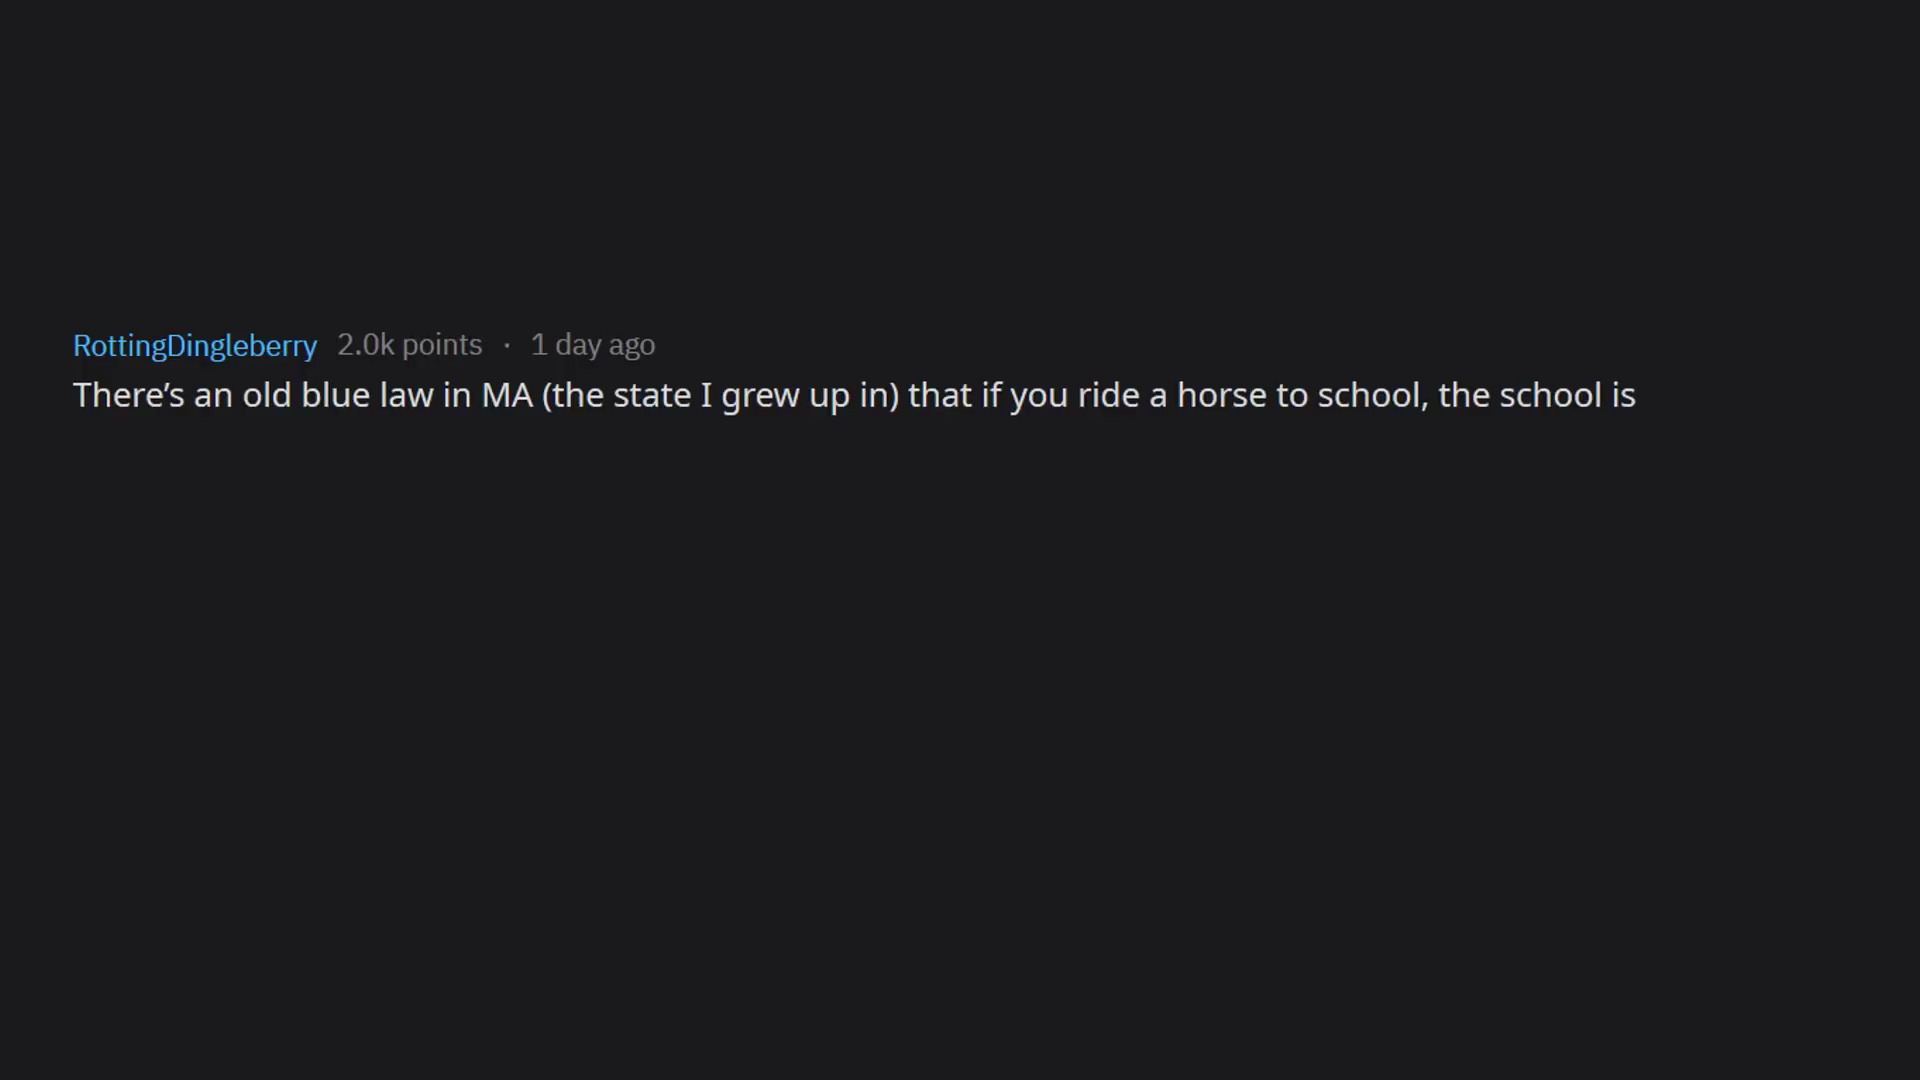 RottingDingleberry 2.0k points · 1 day ago
There’s an old blue law in MA (the state I grew up in) that if you ride a horse to school, the school is